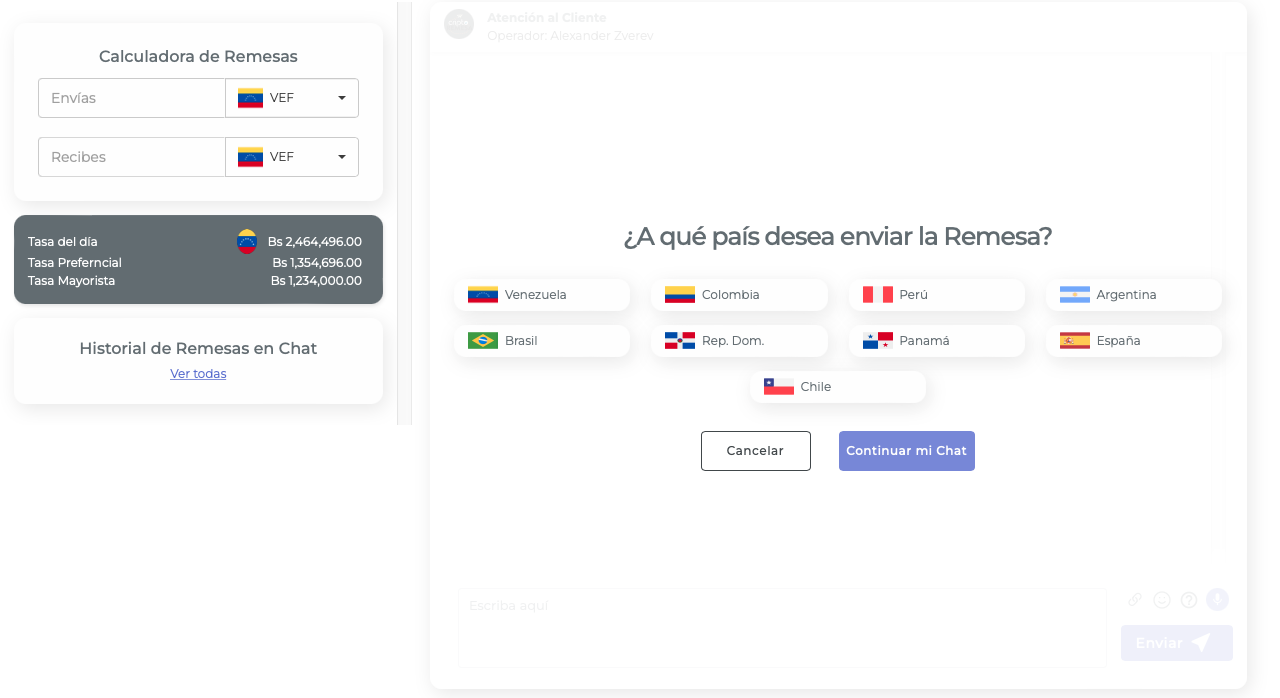 Calculadora de Remesas
Envías
VEF
Recibes
VEF
Tasa del día
Bs 2,464,496.00
Tasa Preferncial
Bs 1,354,696.00
Tasa Mayorista
Bs 1,234,000.00
Historial de Remesas en Chat
Ver todas
Atención al Cliente
Operador: Alexander Zverev
¿A qué país desea enviar la Remesa?
Venezuela
Colombia
Perú
Argentina
Brasil
Rep. Dom.
Panamá
España
Chile
Cancelar
Continuar mi Chat
Escriba aquí
Enviar